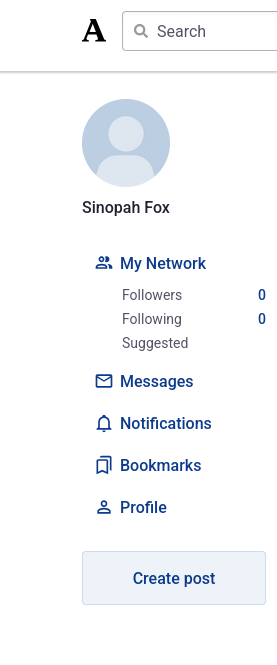 A
Search
Sinopah Fox
My Network
Followers 0
Following 0
Suggested
Messages
Notifications
Bookmarks
Profile
Create post